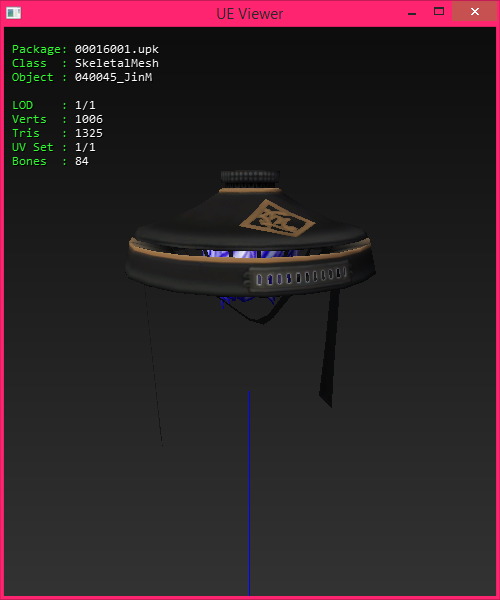 UE Viewer
Package: 00016001.upk
Class : SkeletalMesh
Object : 040045_JinM
LOD : 1/1
Verts : 1006
Tris : 1325
UV Set : 1/1
Bones : 84